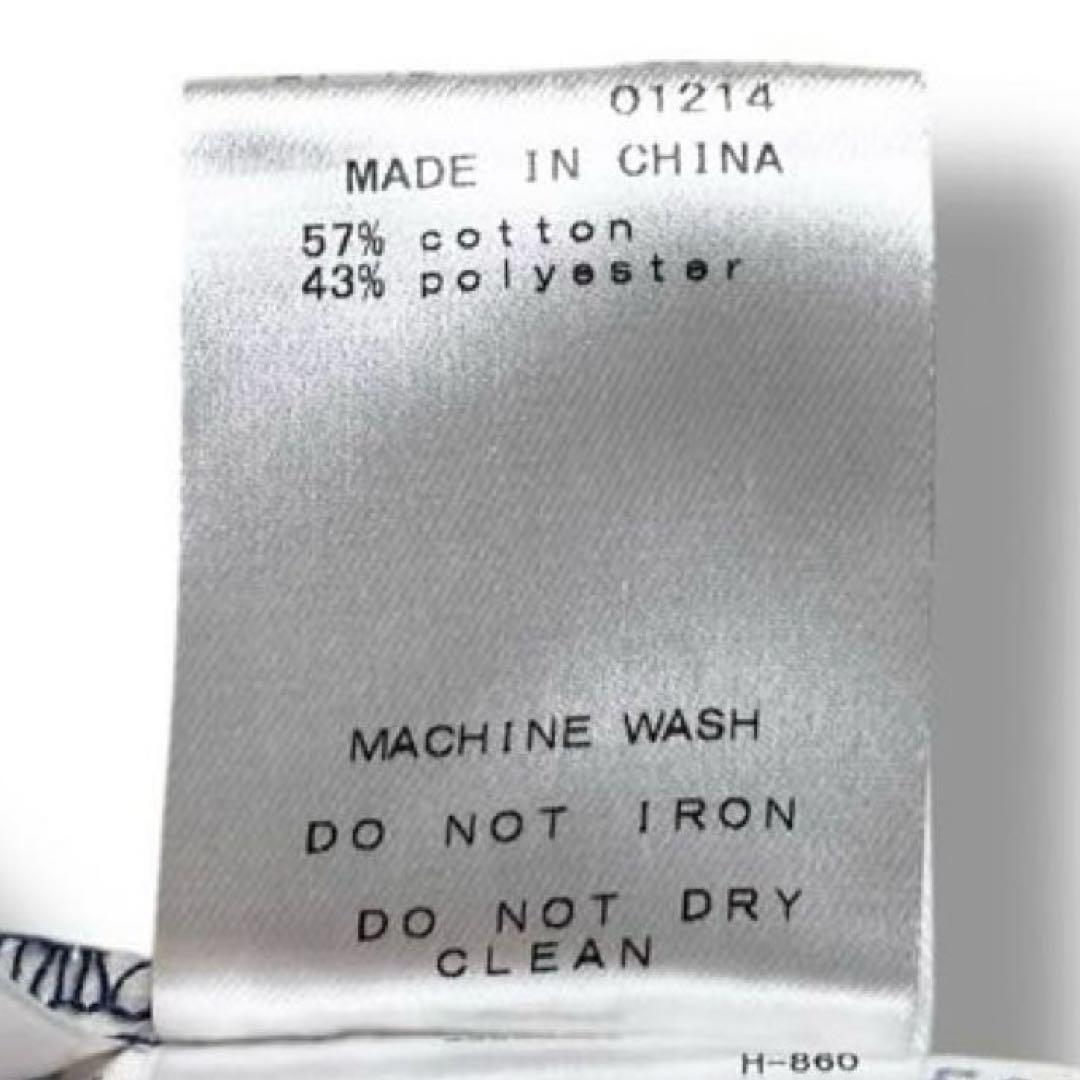 01214
MADE IN CHINA
57% cotton
43% polyester
MACHINE WASH
DO NOT IRON
DO NOT DRY
CLEAN
H-860